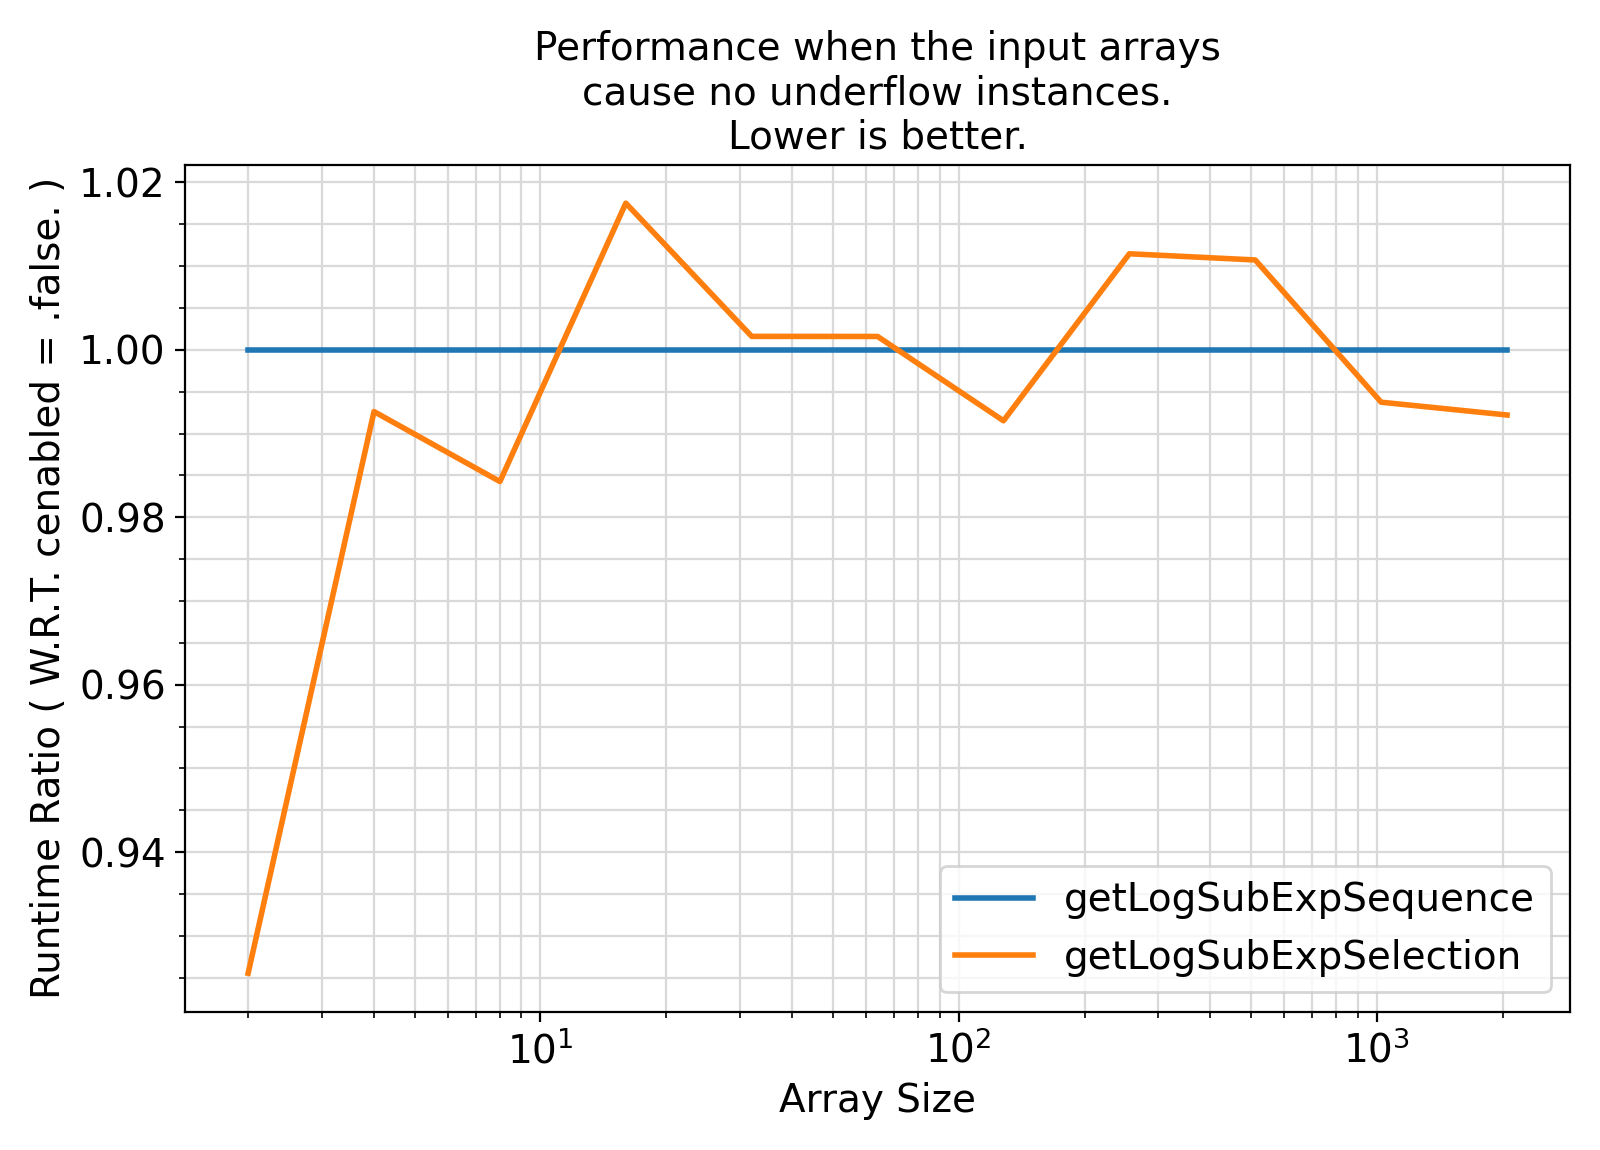 Performance when the input arrays
cause no underflow instances.
Lower is better.
Runtime Ratio ( W.R.T. cenabled = .false. )
1.02
1.00
0.98
0.96
0.94
getLogSubExpSequence
getLogSubExpSelection
10¹ 10² 10³
Array Size